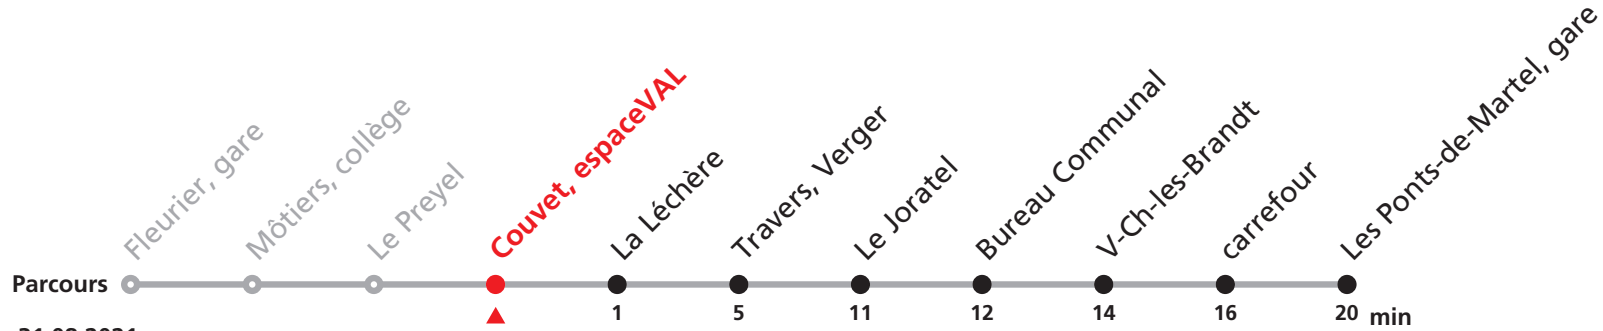 Fleurier, gare
Môtiers, collège
Le Preyel
Couvet, espaceVAL
La Léchère
Travers, Verger
Le Joratel
Bureau Communal
V-Ch-les-Brandt
carrefour
Les Ponts-de-Martel, gare
Parcours
1 5 11 12 14 16 20 min